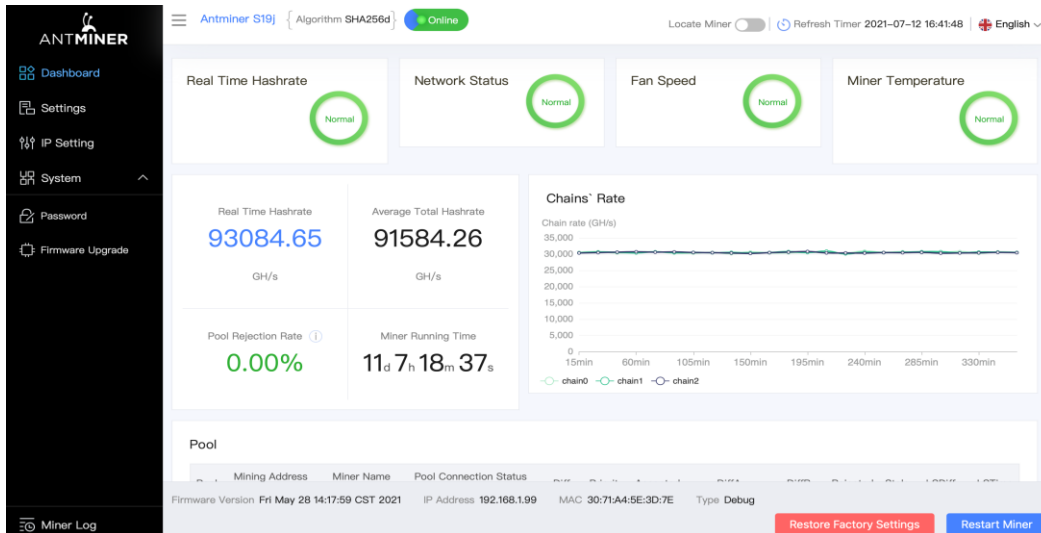 ANTMINER
Antminer S19j { Algorithm SHA256d } Online
Locate Miner Refresh Timer 2021-07-12 16:41:48 English
Dashboard
Settings
IP Setting
System
Password
Firmware Upgrade
Miner Log
Real Time Hashrate
Normal
Network Status
Normal
Fan Speed
Normal
Miner Temperature
Normal
Real Time Hashrate
93084.65
GH/s
Average Total Hashrate
91584.26
GH/s
Pool Rejection Rate
0.00%
Miner Running Time
11d 7h 18m 37s
Chains` Rate
Chain rate (GH/s)
35,000
30,000
25,000
20,000
15,000
10,000
5,000
0
15min 60min 105min 150min 195min 240min 285min 330min
chain0 chain1 chain2
Pool
Mining Address Miner Name Pool Connection Status
Firmware Version Fri May 28 14:17:59 CST 2021 IP Address 192.168.1.99 MAC 30:71:A4:5E:3D:7E Type Debug
Restore Factory Settings Restart Miner